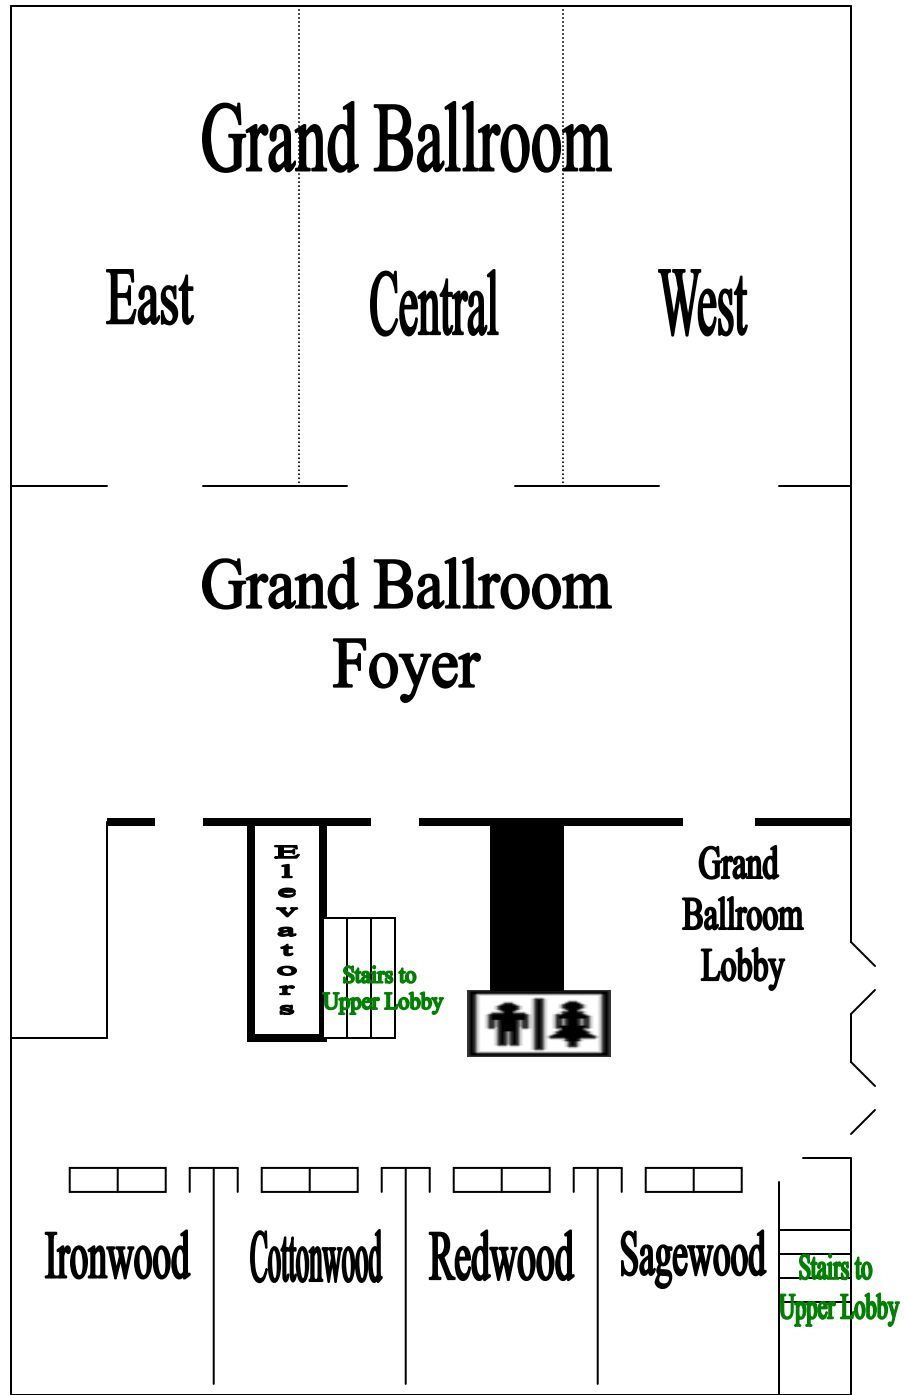 Grand Ballroom
East
Central
West
Grand Ballroom
Foyer
Elevators
Grand
Ballroom
Lobby
Stairs to
Upper Lobby
Ironwood
Cottonwood
Redwood
Sagewood
Stairs to
Upper Lobby